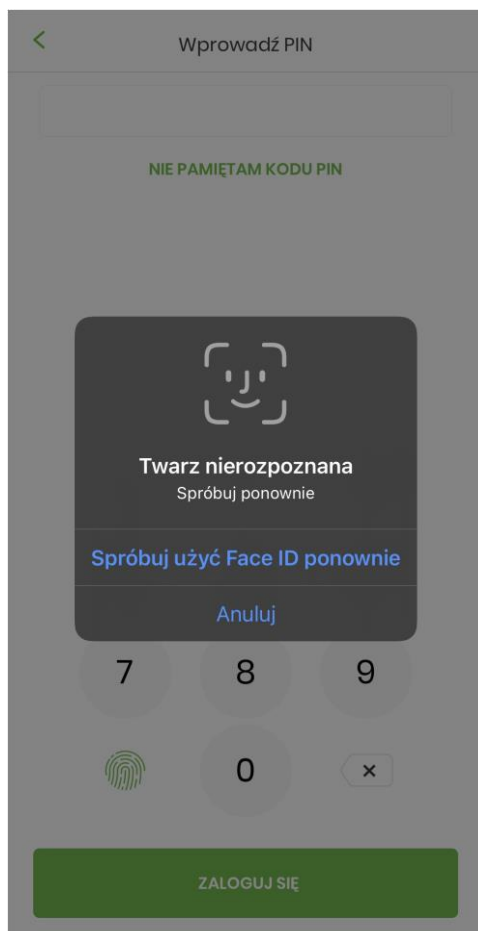 Wprowadź PIN
NIE PAMIĘTAM KODU PIN
Twarz nierozpoznana
Spróbuj ponownie
Spróbuj użyć Face ID ponownie
Anuluj
7 8 9
0
ZALOGUJ SIĘ